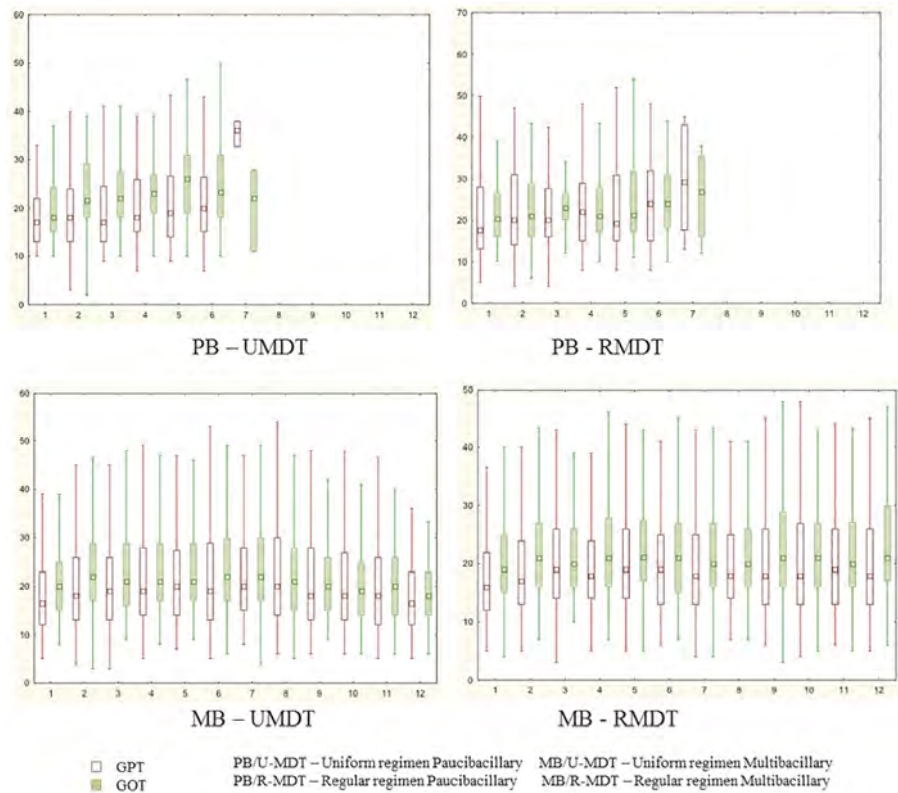 60
50
40
30
20
10
0
1 2 3 4 5 6 7 8 9 10 11 12
PB – UMDT
70
60
50
40
30
20
10
0
1 2 3 4 5 6 7 8 9 10 11 12
PB - RMDT
60
50
40
30
20
10
0
1 2 3 4 5 6 7 8 9 10 11 12
MB – UMDT
50
40
30
20
10
0
1 2 3 4 5 6 7 8 9 10 11 12
MB - RMDT
GPT
GOT
PB/U-MDT – Uniform regimen Paucibacillary MB/U-MDT – Uniform regimen Multibacillary
PB/R-MDT – Regular regimen Paucibacillary MB/R-MDT – Regular regimen Multibacillary